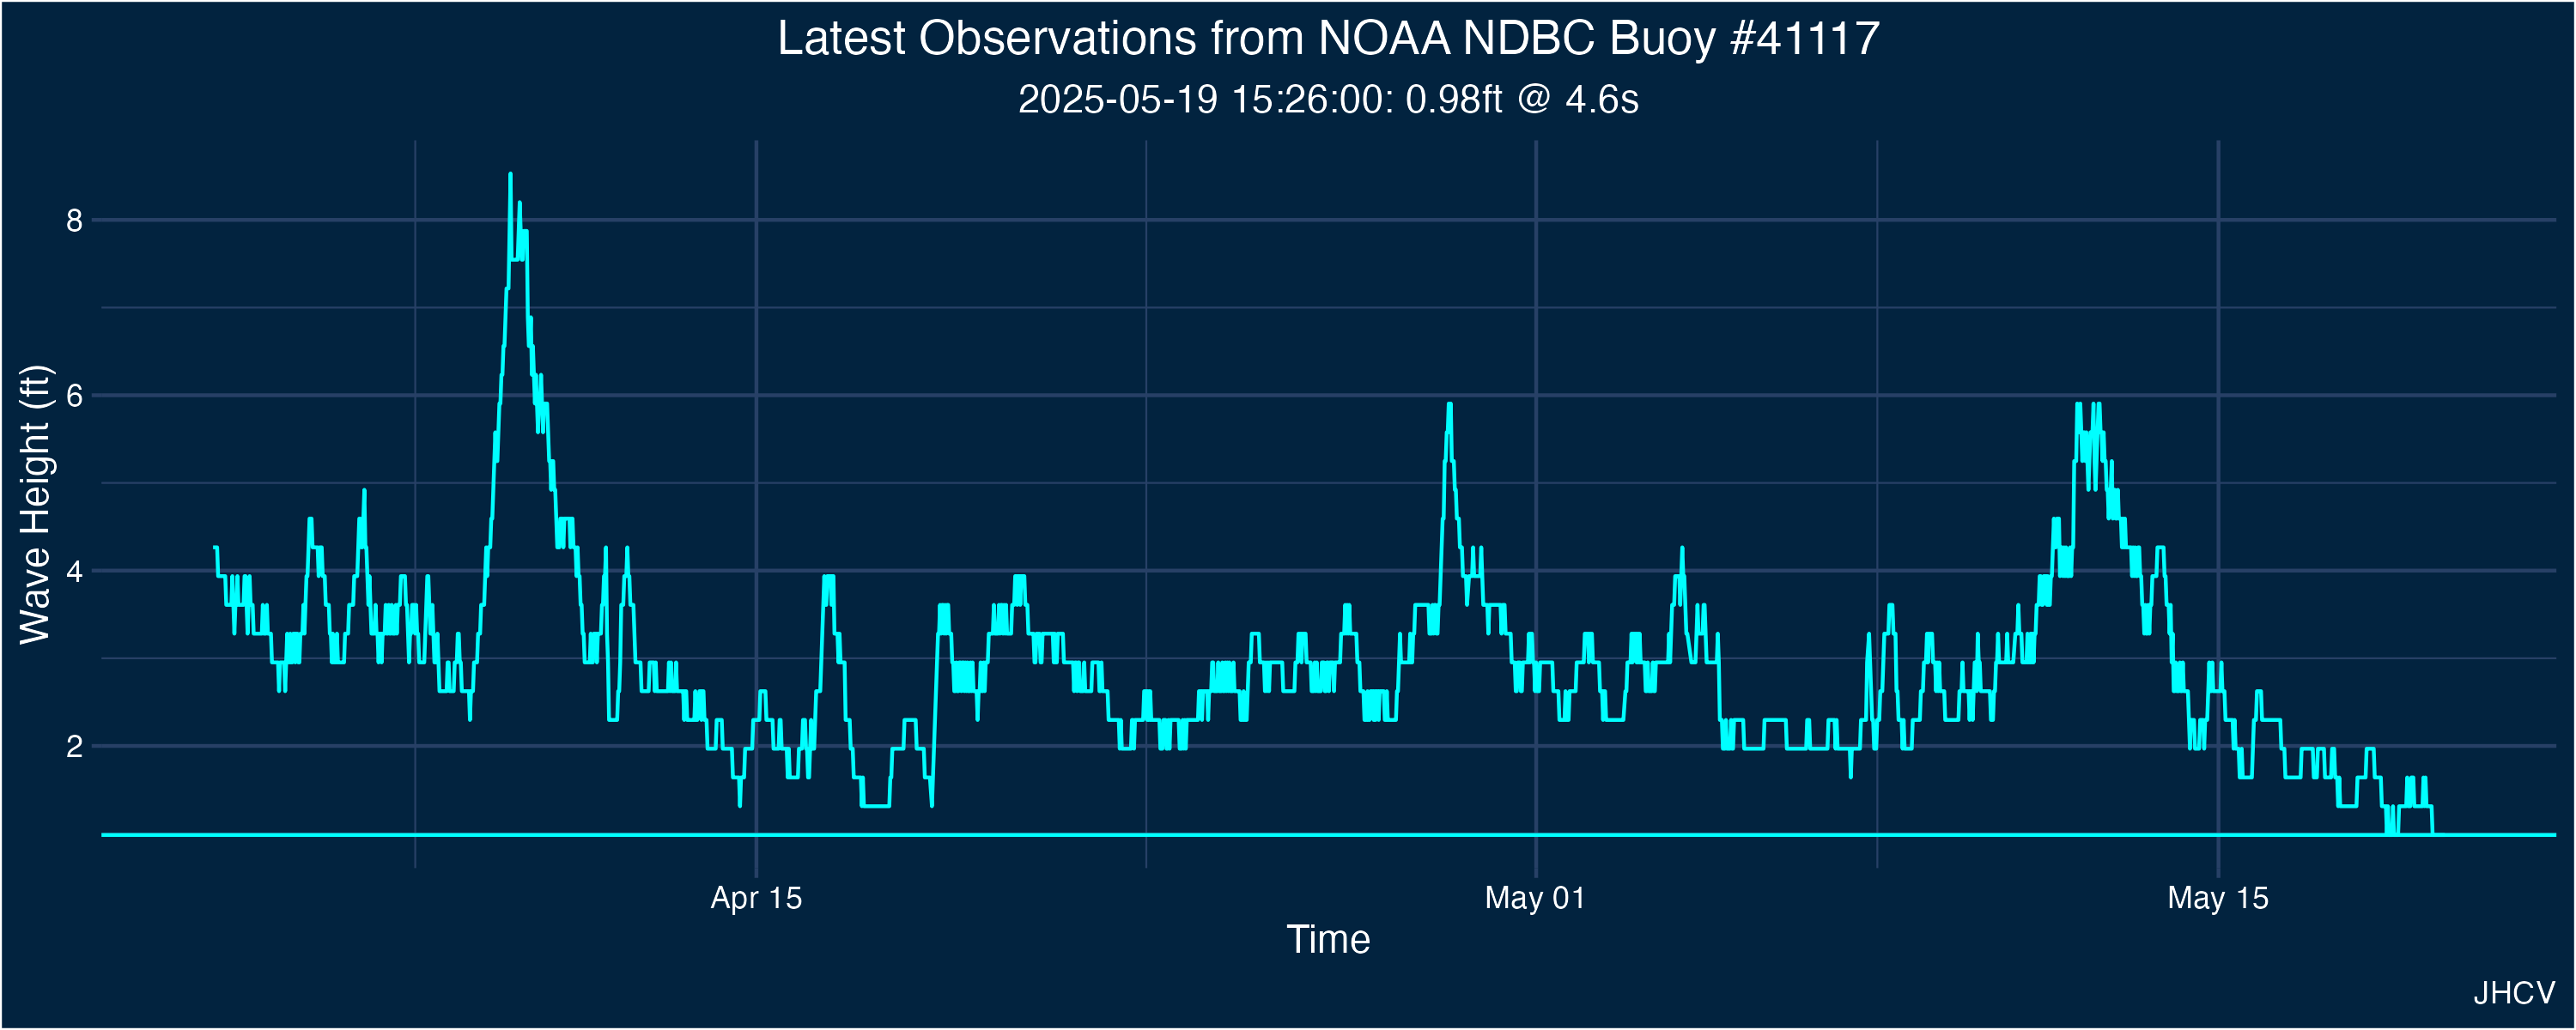 Latest Observations from NOAA NDBC Buoy #41117
2025-05-19 15:26:00: 0.98ft @ 4.6s
Wave Height (ft)
8
6
4
2
Apr 15
May 01
May 15
Time
JHCV